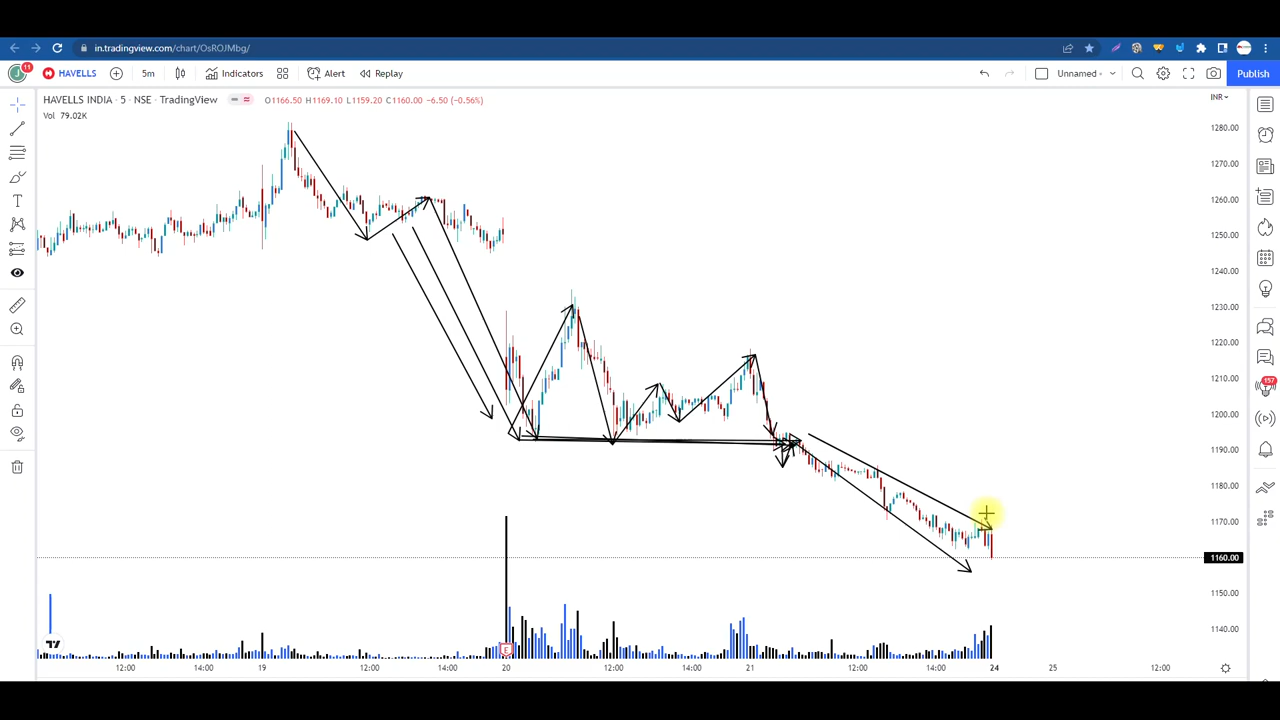 in.tradingview.com/chart/OsROJMbg/
11
HAVELLS
5m
Indicators
Alert
Replay
Unnamed
Publish
HAVELLS INDIA · 5 · NSE · TradingView
O1166.50 H1169.10 L1159.20 C1160.00 -6.50 (-0.56%)
INR
Vol 79.02K
1280.00
1270.00
1260.00
1250.00
1240.00
1230.00
1220.00
1210.00
1200.00
1190.00
1180.00
1170.00
1160.00
1150.00
1140.00
157
E
12:00 14:00 19 12:00 14:00 20 12:00 14:00 21 12:00 14:00 24 25 12:00